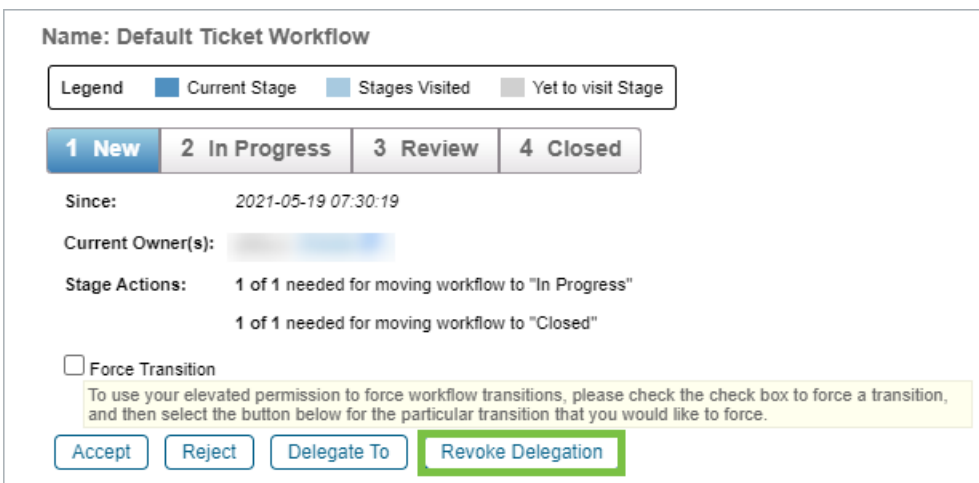 Name: Default Ticket Workflow
Legend Current Stage Stages Visited Yet to visit Stage
1 New 2 In Progress 3 Review 4 Closed
Since: 2021-05-19 07:30:19
Current Owner(s):
Stage Actions: 1 of 1 needed for moving workflow to "In Progress"
1 of 1 needed for moving workflow to "Closed"
Force Transition
To use your elevated permission to force workflow transitions, please check the check box to force a transition,
and then select the button below for the particular transition that you would like to force.
Accept Reject Delegate To Revoke Delegation